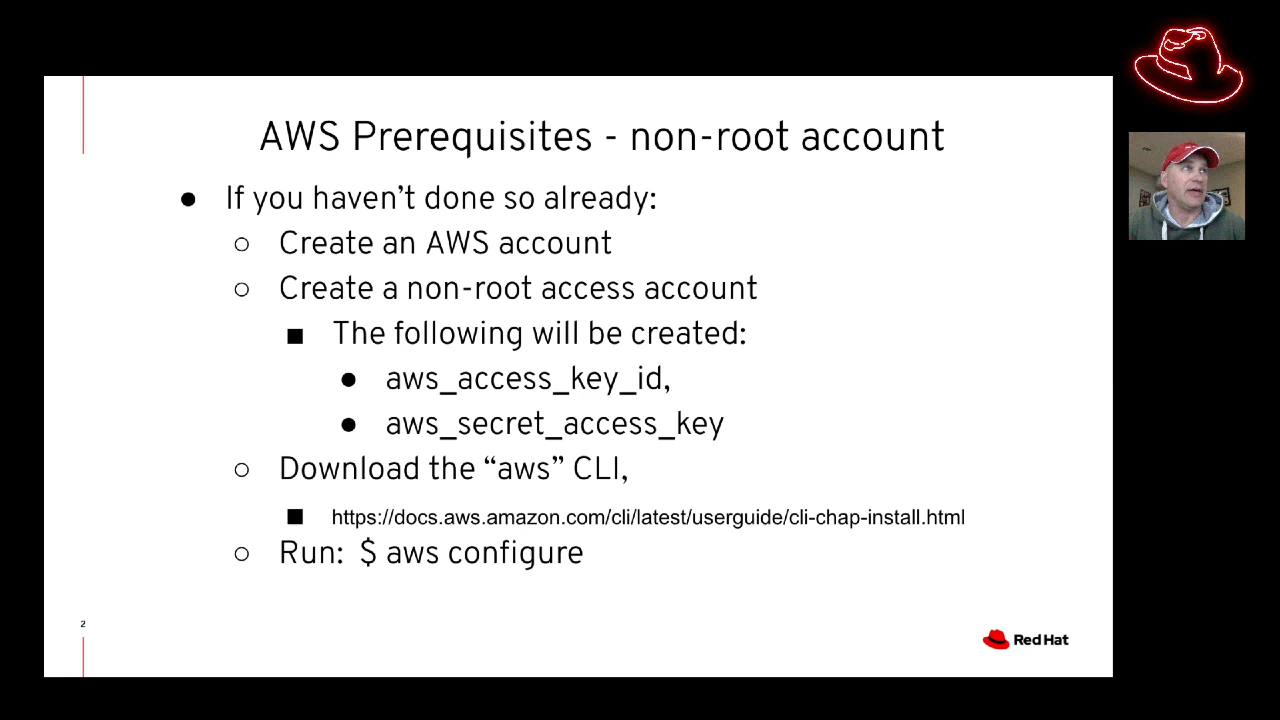 AWS Prerequisites - non-root account
● If you haven’t done so already:
○ Create an AWS account
○ Create a non-root access account
■ The following will be created:
● aws_access_key_id,
● aws_secret_access_key
○ Download the “aws” CLI,
■ https://docs.aws.amazon.com/cli/latest/userguide/cli-chap-install.html
○ Run: $ aws configure
2
Red Hat